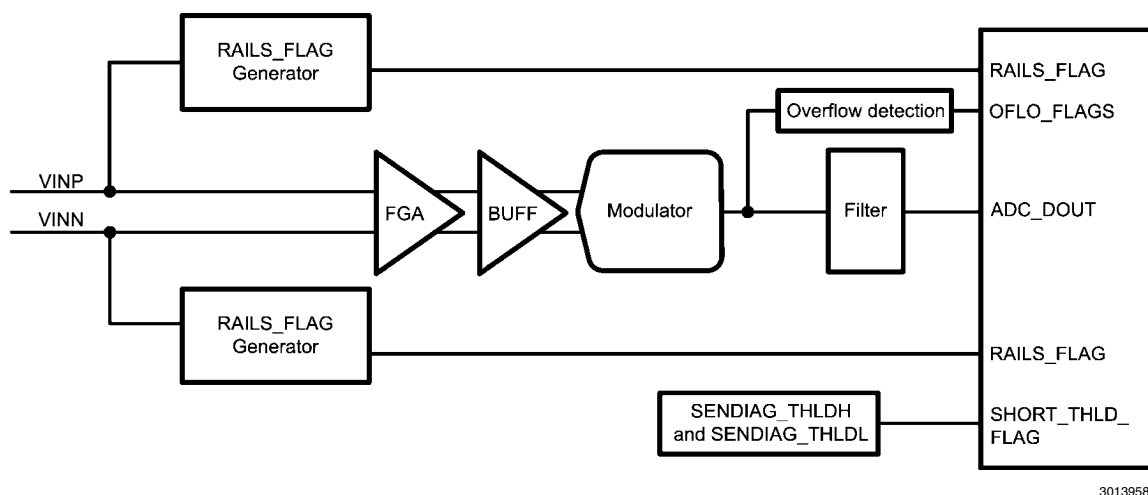 RAILS_FLAG
Generator
RAILS_FLAG
Overflow detection
OFLO_FLAGS
VINP
FGA
BUFF
Modulator
Filter
ADC_DOUT
VINN
RAILS_FLAG
Generator
RAILS_FLAG
SENDIAG_THLDH
and SENDIAG_THLDL
SHORT_THLD_
FLAG
3013958